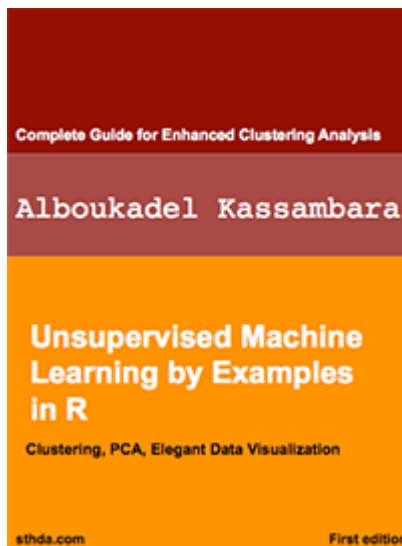 Complete Guide for Enhanced Clustering Analysis
Alboukadel Kassambara
Unsupervised Machine
Learning by Examples
in R
Clustering, PCA, Elegant Data Visualization
sthda.com First edition